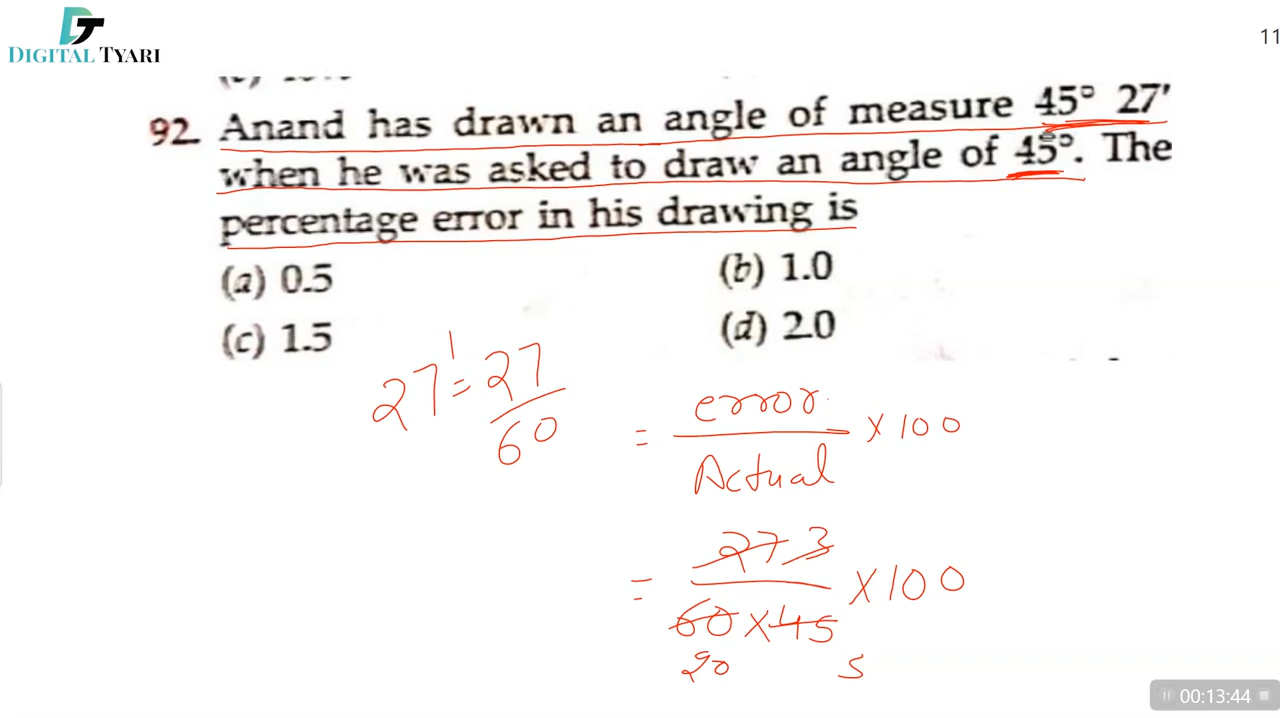 DIGITAL TYARI
11
92. Anand has drawn an angle of measure 45° 27'
when he was asked to draw an angle of 45°. The
percentage error in his drawing is
(a) 0.5 (b) 1.0
(c) 1.5 (d) 2.0
27' = 27/60
= error/Actual × 100
= 27 3/60 × 45 × 100
20 5
00:13:44